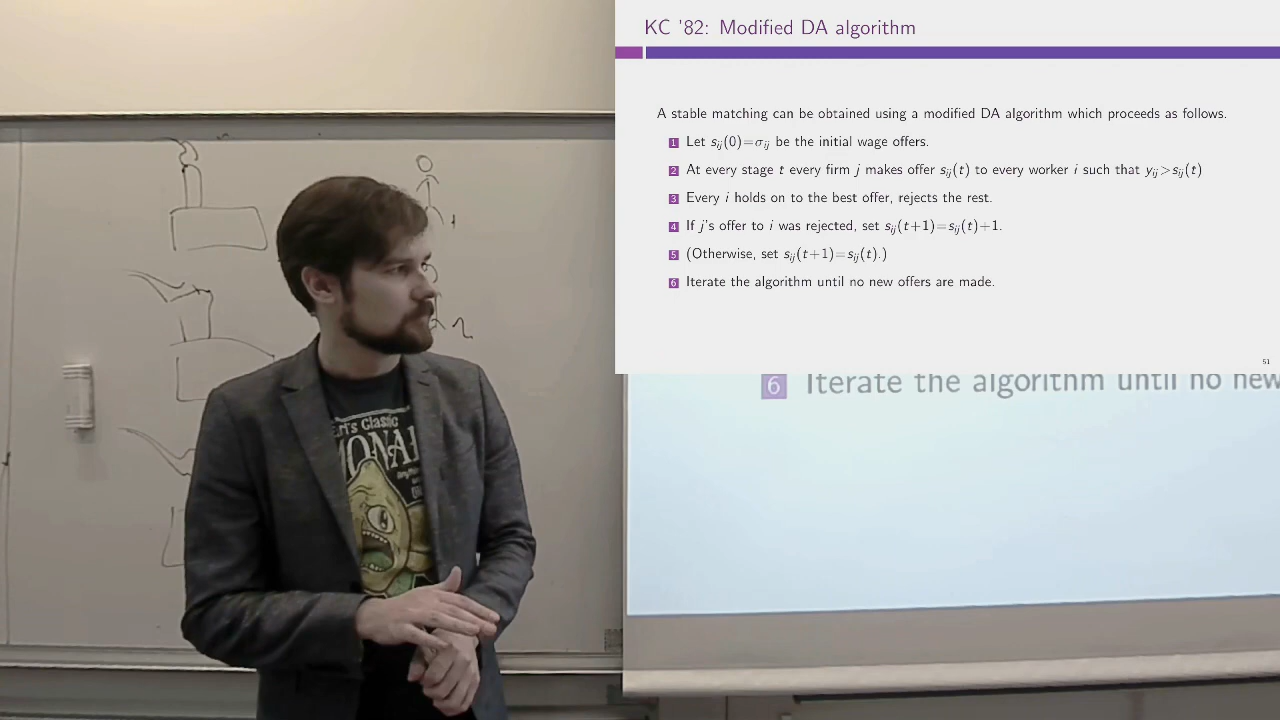 KC '82: Modified DA algorithm
A stable matching can be obtained using a modified DA algorithm which proceeds as follows.
1 Let s_ij(0)=σ_ij be the initial wage offers.
2 At every stage t every firm j makes offer s_ij(t) to every worker i such that y_ij>s_ij(t)
3 Every i holds on to the best offer, rejects the rest.
4 If j's offer to i was rejected, set s_ij(t+1)=s_ij(t)+1.
5 (Otherwise, set s_ij(t+1)=s_ij(t).)
6 Iterate the algorithm until no new offers are made.
51
6 Iterate the algorithm until no new
Classic